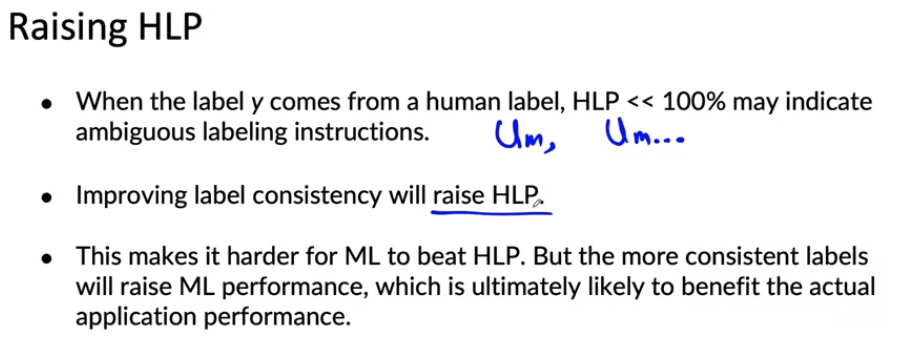 Raising HLP
• When the label y comes from a human label, HLP << 100% may indicate
ambiguous labeling instructions. Um, Um...
• Improving label consistency will raise HLP.
• This makes it harder for ML to beat HLP. But the more consistent labels
will raise ML performance, which is ultimately likely to benefit the actual
application performance.